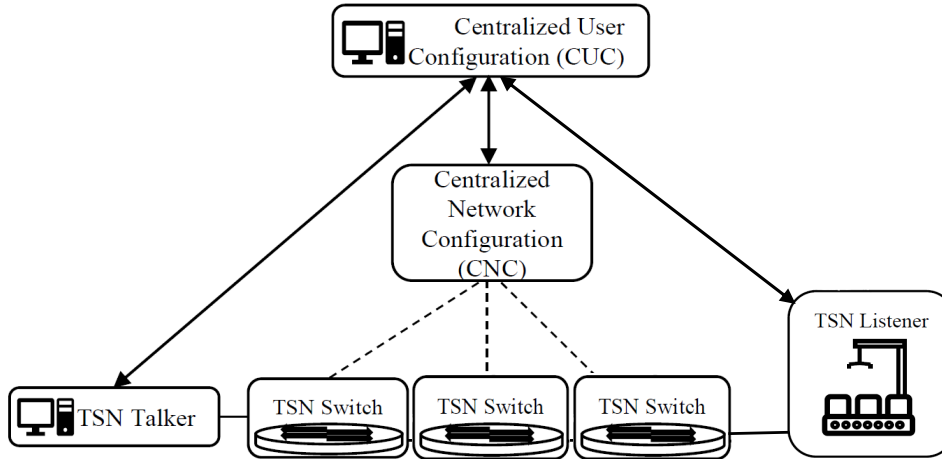 Centralized User
Configuration (CUC)
Centralized
Network
Configuration
(CNC)
TSN Listener
TSN Talker
TSN Switch
TSN Switch
TSN Switch